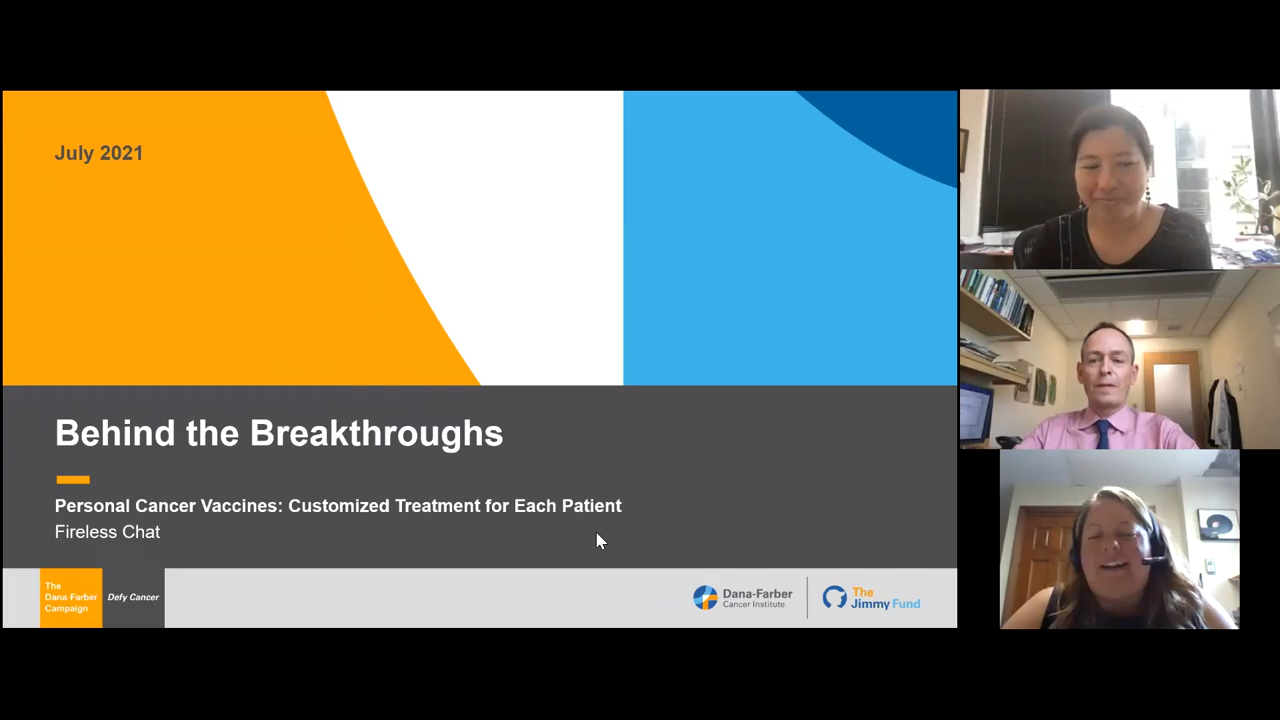 July 2021
Behind the Breakthroughs
Personal Cancer Vaccines: Customized Treatment for Each Patient
Fireless Chat
The
Dana-Farber
Campaign
Defy Cancer
Dana-Farber
Cancer Institute
The
Jimmy Fund